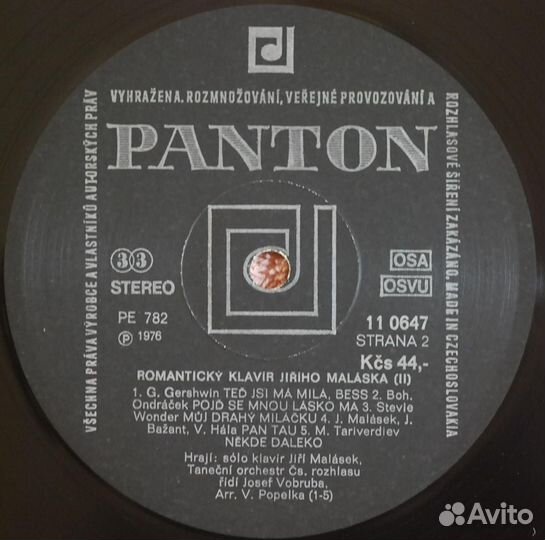 VŠECHNA PRÁVA VÝROBCE A VLASTNÍKŮ AUTORSKÝCH PRÁV
VYHRAŽENA. ROZMNOŽOVÁNÍ, VEŘEJNÉ PROVOZOVÁNÍ A
ROZHLASOVÉ ŠÍŘENÍ ZAKÁZÁNO. MADE IN CZECHOSLOVAKIA
PANTON
33
STEREO
PE 782
Ⓟ 1976
OSA
OSVU
11 0647
STRANA 2
Kčs 44,-
ROMANTICKÝ KLAVÍR JIŘÍHO MALÁSKA (II)
1. G. Gershwin TEĎ JSI MÁ MILÁ, BESS 2. Boh.
Ondráček POJĎ SE MNOU LÁSKO MÁ 3. Stevie
Wonder MŮJ DRAHÝ MILÁČKU 4. J. Malásek, J.
Bažant, V. Hála PAN TAU 5. M. Tariverdiev
NĚKDE DALEKO
Hrají: sólo klavír Jiří Malásek,
Taneční orchestr Čs. rozhlasu
řídí Josef Vobruba,
Arr. V. Popelka (1-5)
Avito